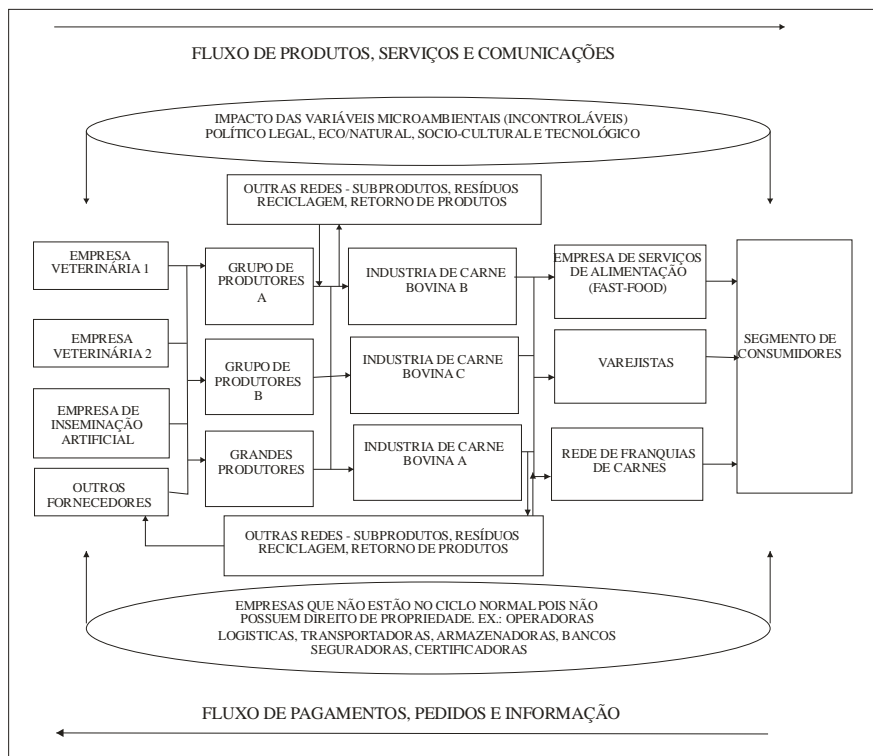 FLUXO DE PRODUTOS, SERVIÇOS E COMUNICAÇÕES
IMPACTO DAS VARIÁVEIS MICROAMBIENTAIS (INCONTROLÁVEIS)
POLÍTICO LEGAL, ECO/NATURAL, SOCIO-CULTURAL E TECNOLÓGICO
OUTRAS REDES - SUBPRODUTOS, RESÍDUOS
RECICLAGEM, RETORNO DE PRODUTOS
EMPRESA
VETERINÁRIA 1
EMPRESA
VETERINÁRIA 2
EMPRESA DE
INSEMINAÇÃO
ARTIFICIAL
OUTROS
FORNECEDORES
GRUPO DE
PRODUTORES
A
GRUPO DE
PRODUTORES
B
GRANDES
PRODUTORES
INDUSTRIA DE CARNE
BOVINA B
INDUSTRIA DE CARNE
BOVINA C
INDUSTRIA DE CARNE
BOVINA A
EMPRESA DE SERVIÇOS
DE ALIMENTAÇÃO
(FAST-FOOD)
VAREJISTAS
REDE DE FRANQUIAS
DE CARNES
SEGMENTO DE
CONSUMIDORES
OUTRAS REDES - SUBPRODUTOS, RESÍDUOS
RECICLAGEM, RETORNO DE PRODUTOS
EMPRESAS QUE NÃO ESTÃO NO CICLO NORMAL POIS NÃO
POSSUEM DIREITO DE PROPRIEDADE. EX.: OPERADORAS
LOGISTICAS, TRANSPORTADORAS, ARMAZENADORAS, BANCOS
SEGURADORAS, CERTIFICADORAS
FLUXO DE PAGAMENTOS, PEDIDOS E INFORMAÇÃO